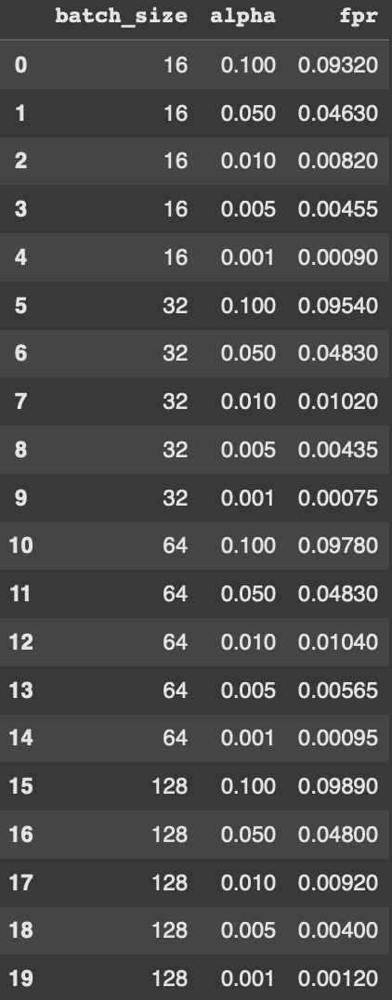 batch_size alpha fpr
0 16 0.100 0.09320
1 16 0.050 0.04630
2 16 0.010 0.00820
3 16 0.005 0.00455
4 16 0.001 0.00090
5 32 0.100 0.09540
6 32 0.050 0.04830
7 32 0.010 0.01020
8 32 0.005 0.00435
9 32 0.001 0.00075
10 64 0.100 0.09780
11 64 0.050 0.04830
12 64 0.010 0.01040
13 64 0.005 0.00565
14 64 0.001 0.00095
15 128 0.100 0.09890
16 128 0.050 0.04800
17 128 0.010 0.00920
18 128 0.005 0.00400
19 128 0.001 0.00120